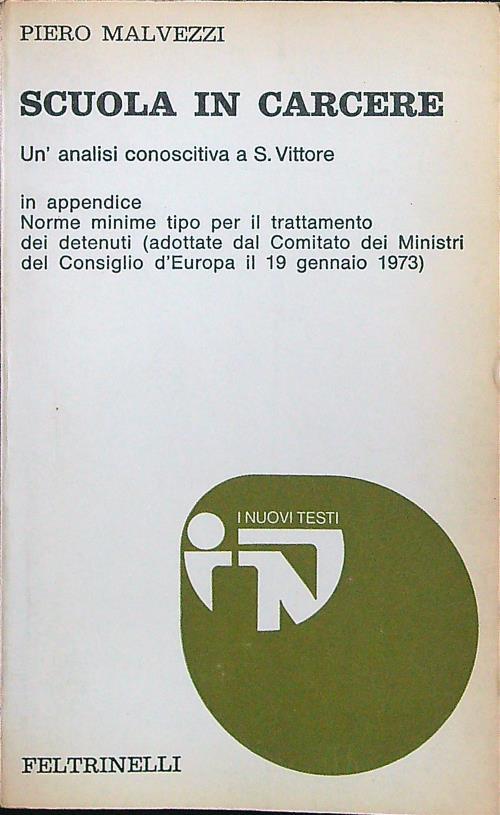 PIERO MALVEZZI
SCUOLA IN CARCERE
Un' analisi conoscitiva a S. Vittore
in appendice
Norme minime tipo per il trattamento
dei detenuti (adottate dal Comitato dei Ministri
del Consiglio d'Europa il 19 gennaio 1973)
I NUOVI TESTI
FELTRINELLI